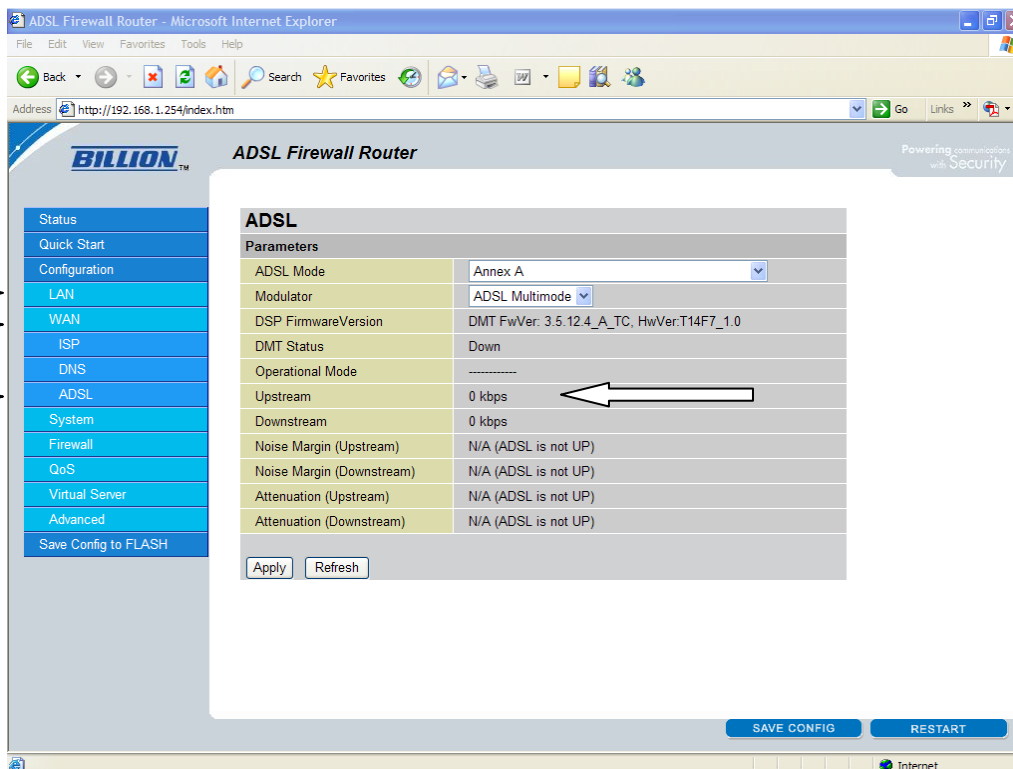 ADSL Firewall Router - Microsoft Internet Explorer
File Edit View Favorites Tools Help
Back Search Favorites
Address http://192.168.1.254/index.htm Go Links »
BILLION TM
ADSL Firewall Router
Powering communications
with Security
Status
Quick Start
Configuration
LAN
WAN
ISP
DNS
ADSL
System
Firewall
QoS
Virtual Server
Advanced
Save Config to FLASH
ADSL
Parameters
ADSL Mode Annex A
Modulator ADSL Multimode
DSP FirmwareVersion DMT FwVer: 3.5.12.4_A_TC, HwVer:T14F7_1.0
DMT Status Down
Operational Mode ------------
Upstream 0 kbps
Downstream 0 kbps
Noise Margin (Upstream) N/A (ADSL is not UP)
Noise Margin (Downstream) N/A (ADSL is not UP)
Attenuation (Upstream) N/A (ADSL is not UP)
Attenuation (Downstream) N/A (ADSL is not UP)
Apply Refresh
SAVE CONFIG RESTART
Internet